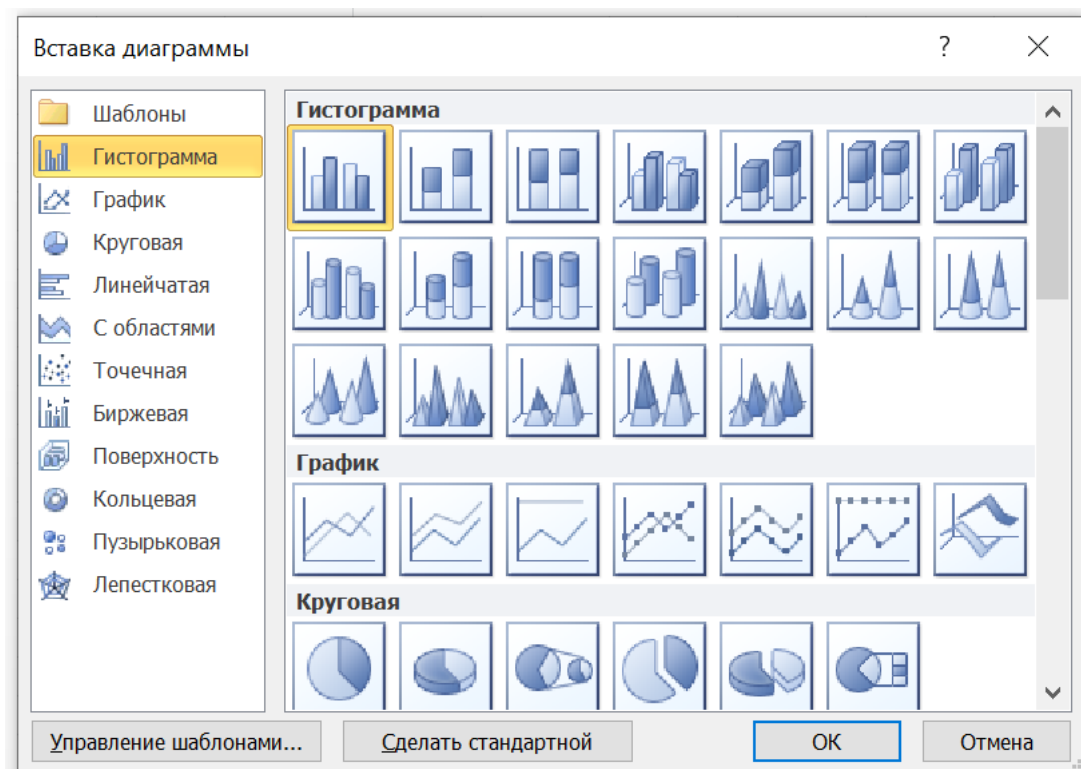 Вставка диаграммы
?
Шаблоны
Гистограмма
График
Круговая
Линейчатая
С областями
Точечная
Биржевая
Поверхность
Кольцевая
Пузырьковая
Лепестковая
Гистограмма
График
Круговая
Управление шаблонами...
Сделать стандартной
ОК
Отмена